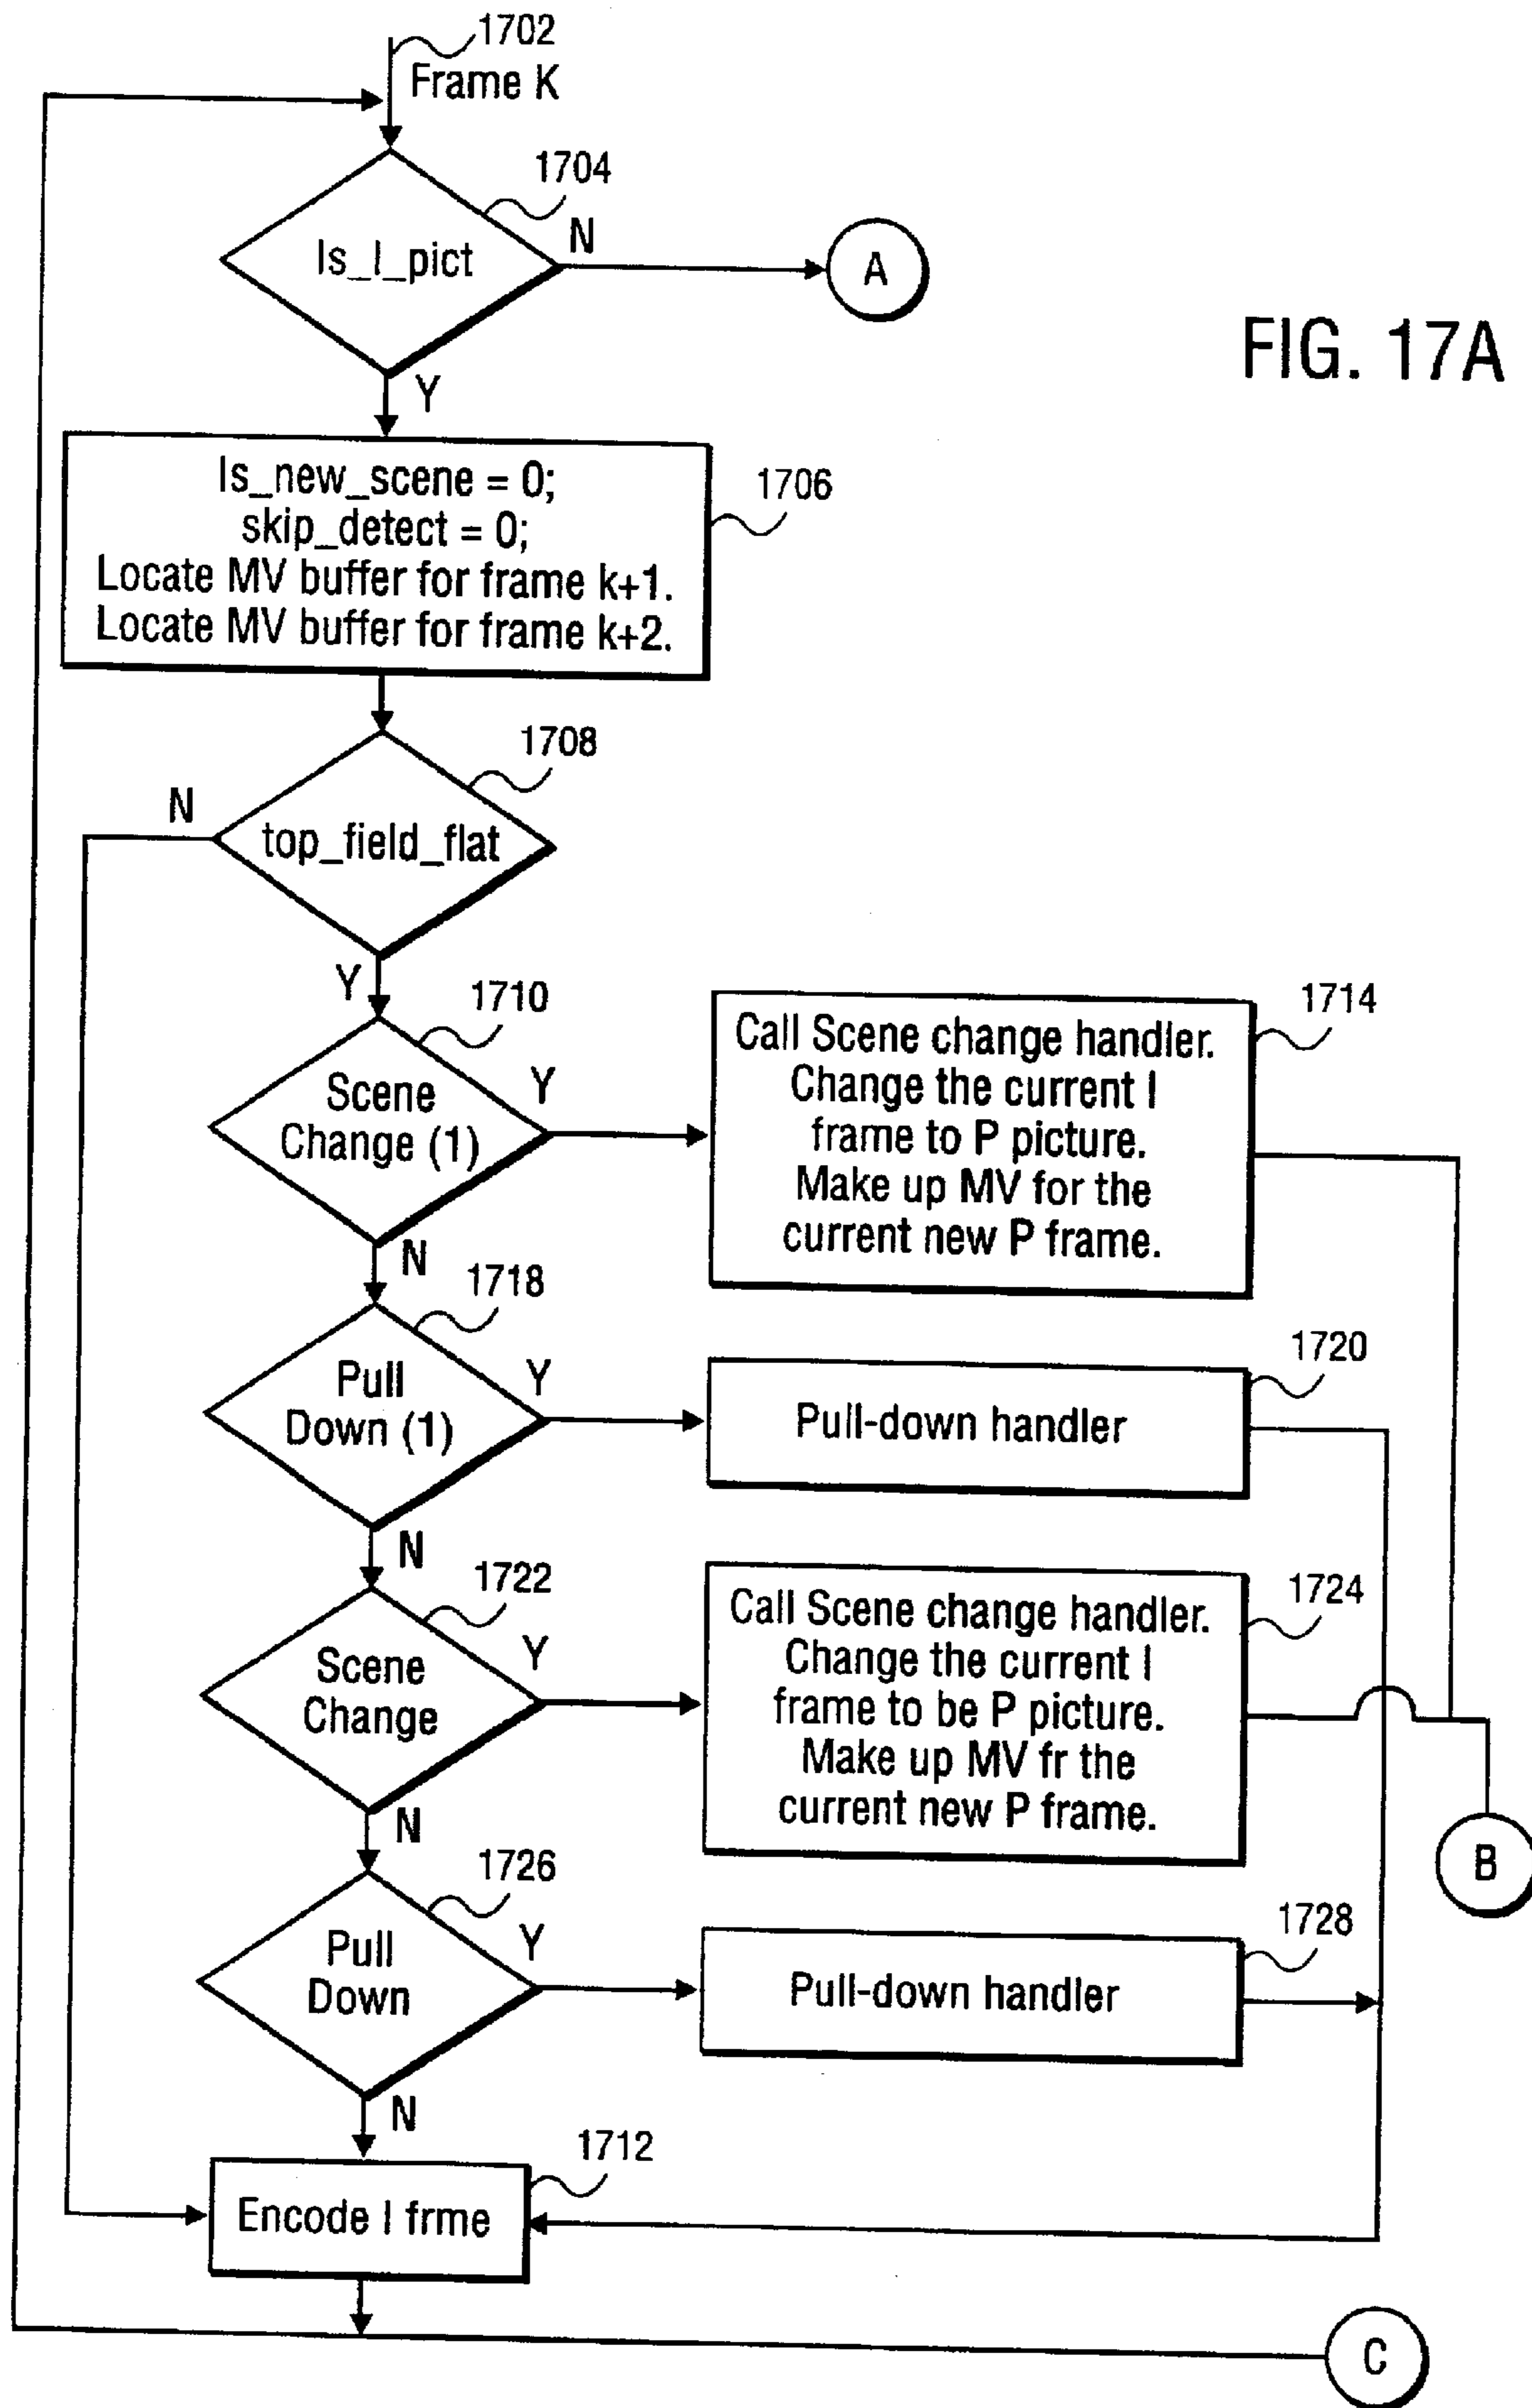 1702
Frame K
1704
Is_I_pict
N
A
FIG. 17A
Y
Is_new_scene = 0;
skip_detect = 0;
Locate MV buffer for frame k+1.
Locate MV buffer for frame k+2.
1706
1708
N
top_field_flat
Y
1710
Scene
Change (1)
Y
Call Scene change handler.
Change the current I
frame to P picture.
Make up MV for the
current new P frame.
1714
N
1718
Pull
Down (1)
Y
Pull-down handler
1720
N
1722
Scene
Change
Y
Call Scene change handler.
Change the current I
frame to be P picture.
Make up MV fr the
current new P frame.
1724
B
N
1726
Pull
Down
Y
Pull-down handler
1728
N
1712
Encode I frme
C